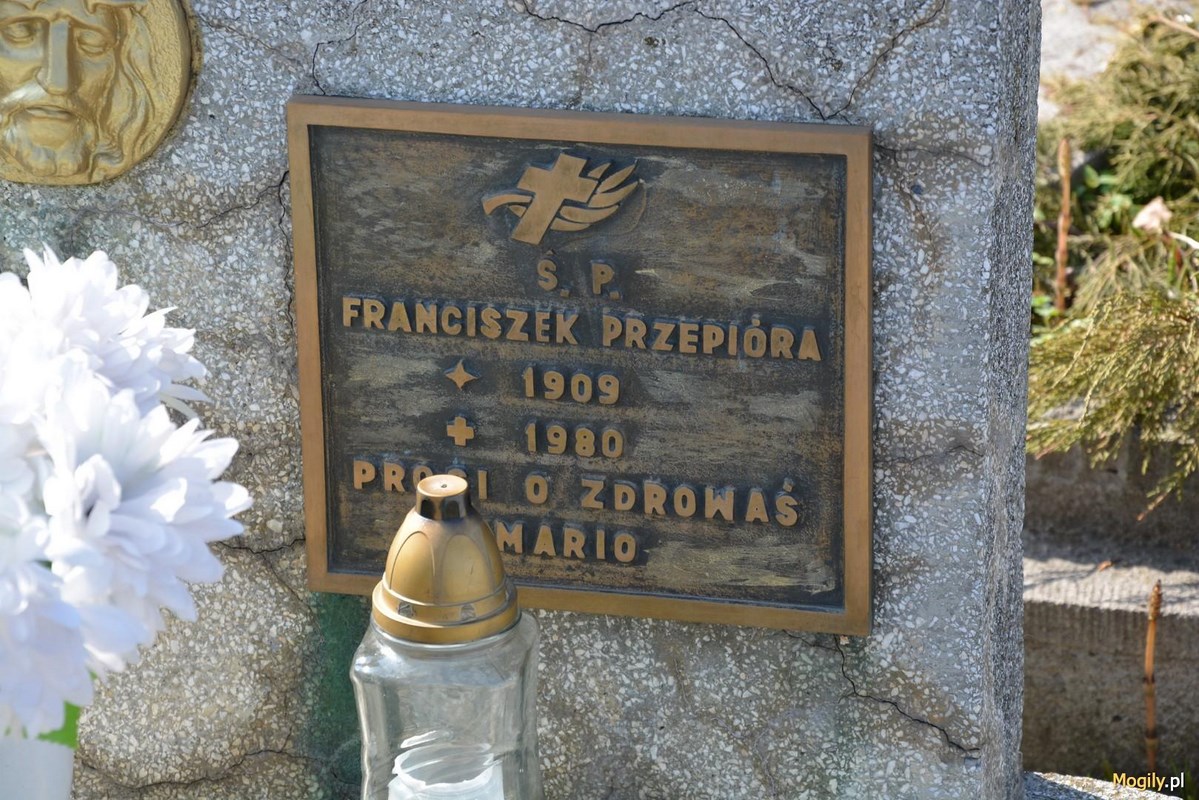 Ś. P.
FRANCISZEK PRZEPIÓRA
1909
1980
PROSI O ZDROWAŚ
MARIO
Mogily.pl